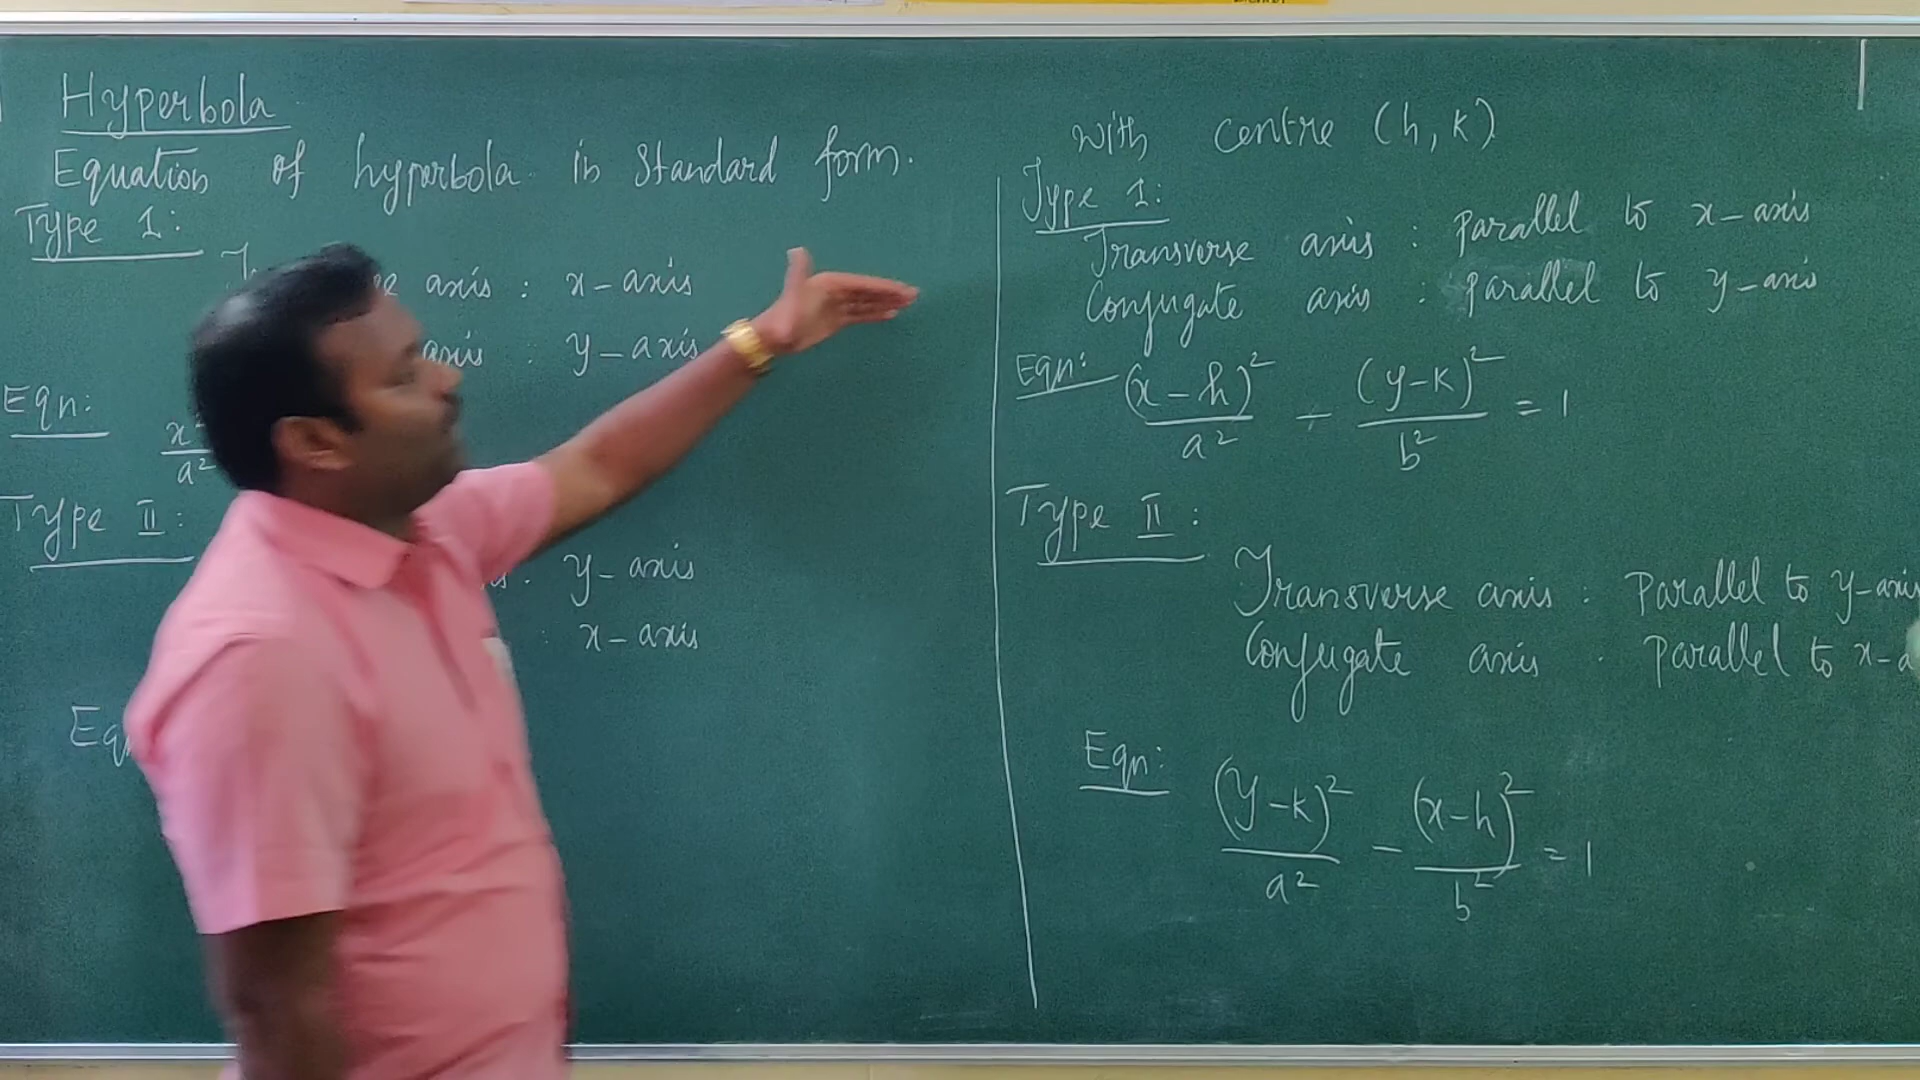 Hyperbola
Equation of hyperbola in Standard form.
Type 1:
axis : x-axis
axis : y-axis
Eqn:
x²/a²
Type II:
: y-axis
: x-axis
With centre (h, k)
Type 1:
Transverse axis : parallel to x-axis
Conjugate axis : parallel to y-axis
Eqn: (x-h)²/a² - (y-k)²/b² = 1
Type II:
Transverse axis : Parallel to y-axis
Conjugate axis : parallel to x-a
Eqn: (y-k)²/a² - (x-h)²/b² = 1